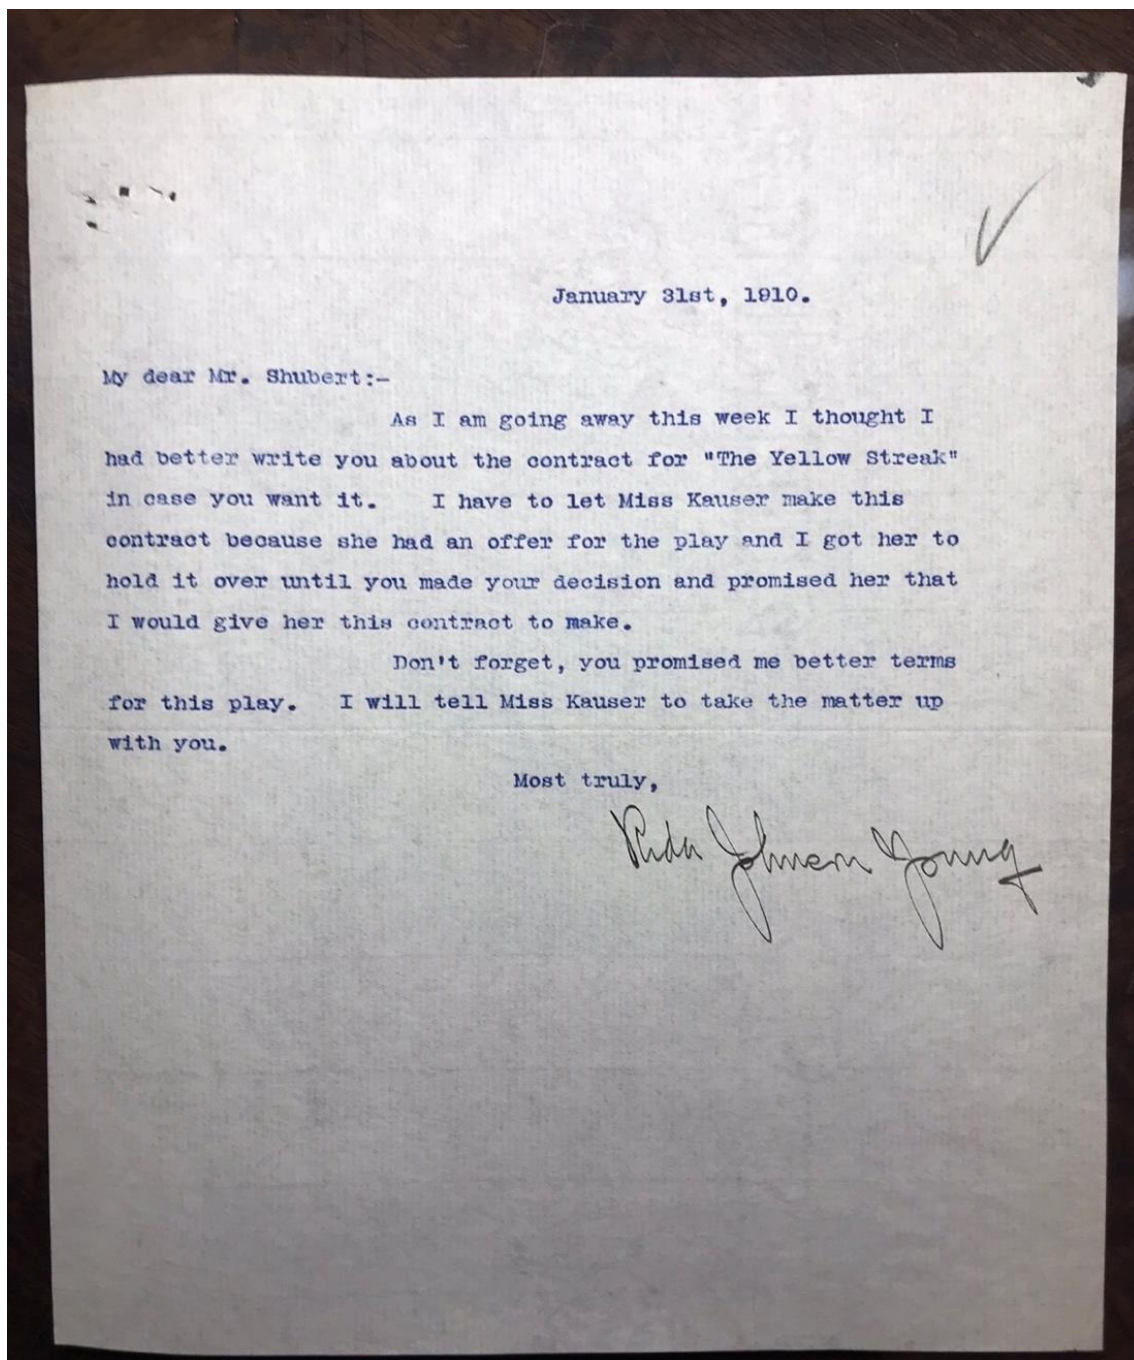 January 31st, 1910.
My dear Mr. Shubert:-
As I am going away this week I thought I
had better write you about the contract for "The Yellow Streak"
in case you want it. I have to let Miss Kauser make this
contract because she had an offer for the play and I got her to
hold it over until you made your decision and promised her that
I would give her this contract to make.
Don't forget, you promised me better terms
for this play. I will tell Miss Kauser to take the matter up
with you.
Most truly,
Rida Johnson Young